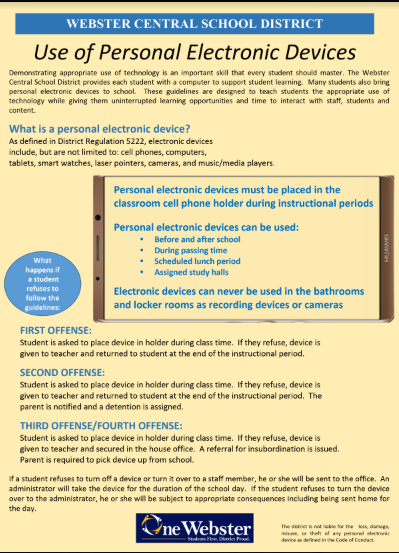 WEBSTER CENTRAL SCHOOL DISTRICT
Use of Personal Electronic Devices
Demonstrating appropriate use of technology is an important skill that every student should master. The Webster
Central School District provides each student with a computer to support student learning. Many students also bring
personal electronic devices to school. These guidelines are designed to teach students the appropriate use of
technology while giving them uninterrupted learning opportunities and time to interact with staff, students and
content.
What is a personal electronic device?
As defined in District Regulation 5222, electronic devices
include, but are not limited to: cell phones, computers,
tablets, smart watches, laser pointers, cameras, and music/media players.
Personal electronic devices must be placed in the
classroom cell phone holder during instructional periods
Personal electronic devices can be used:
• Before and after school
• During passing time
• Scheduled lunch period
• Assigned study halls
Electronic devices can never be used in the bathrooms
and locker rooms as recording devices or cameras
HUAWEI
What
happens if
a student
refuses to
follow the
guidelines:
FIRST OFFENSE:
Student is asked to place device in holder during class time. If they refuse, device is
given to teacher and returned to student at the end of the instructional period.
SECOND OFFENSE:
Student is asked to place device in holder during class time. If they refuse, device is
given to teacher and returned to student at the end of the instructional period. The
parent is notified and a detention is assigned.
THIRD OFFENSE/FOURTH OFFENSE:
Student is asked to place device in holder during class time. If they refuse, device is
given to teacher and secured in the house office. A referral for insubordination is issued.
Parent is required to pick device up from school.
If a student refuses to turn off a device or turn it over to a staff member, he or she will be sent to the office. An
administrator will take the device for the duration of the school day. If the student refuses to turn the device
over to the administrator, he or she will be subject to appropriate consequences including being sent home for
the day.
One Webster
Students First, District Proud.
The district is not liable for the loss, damage,
misuse, or theft of any personal electronic
device as defined in the Code of Conduct.